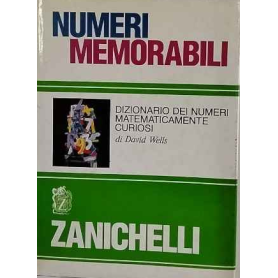 NUMERI
MEMORABILI
DIZIONARIO DEI NUMERI
MATEMATICAMENTE
CURIOSI
di David Wells
ZANICHELLI